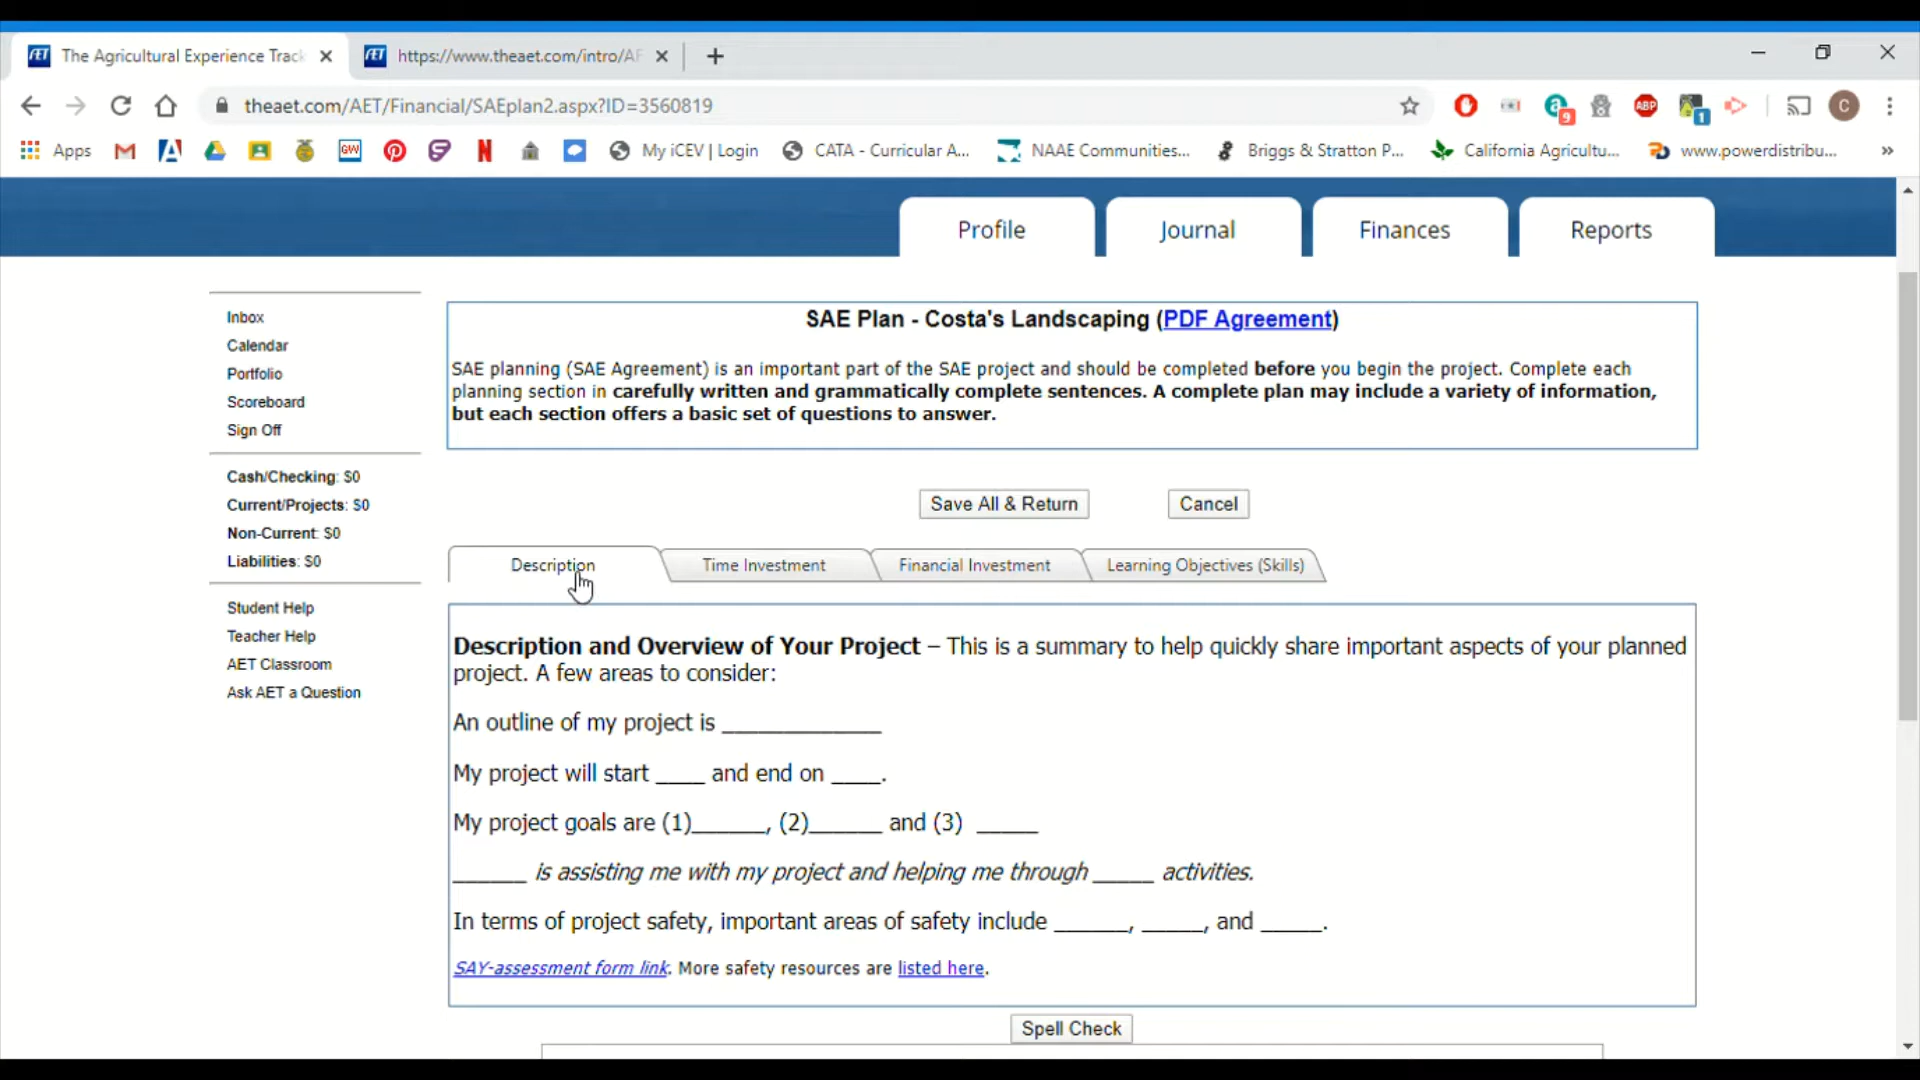 The Agricultural Experience Track
https://www.theaet.com/intro/AE
theaet.com/AET/Financial/SAEplan2.aspx?ID=3560819
ABP
9
1
C
Apps
GW
My iCEV | Login
CATA - Curricular A...
NAAE Communities...
Briggs & Stratton P...
California Agricultu...
www.powerdistribu...
»
Profile
Journal
Finances
Reports
Inbox
Calendar
Portfolio
Scoreboard
Sign Off
Cash/Checking: $0
Current/Projects: $0
Non-Current: $0
Liabilities: $0
Student Help
Teacher Help
AET Classroom
Ask AET a Question
SAE Plan - Costa's Landscaping (PDF Agreement)
SAE planning (SAE Agreement) is an important part of the SAE project and should be completed before you begin the project. Complete each
planning section in carefully written and grammatically complete sentences. A complete plan may include a variety of information,
but each section offers a basic set of questions to answer.
Save All & Return
Cancel
Description
Time Investment
Financial Investment
Learning Objectives (Skills)
Description and Overview of Your Project – This is a summary to help quickly share important aspects of your planned
project. A few areas to consider:
An outline of my project is _____________
My project will start ____ and end on ____.
My project goals are (1)______, (2)______ and (3) _____
______ is assisting me with my project and helping me through _____ activities.
In terms of project safety, important areas of safety include ______, _____, and _____.
SAY-assessment form link. More safety resources are listed here.
Spell Check